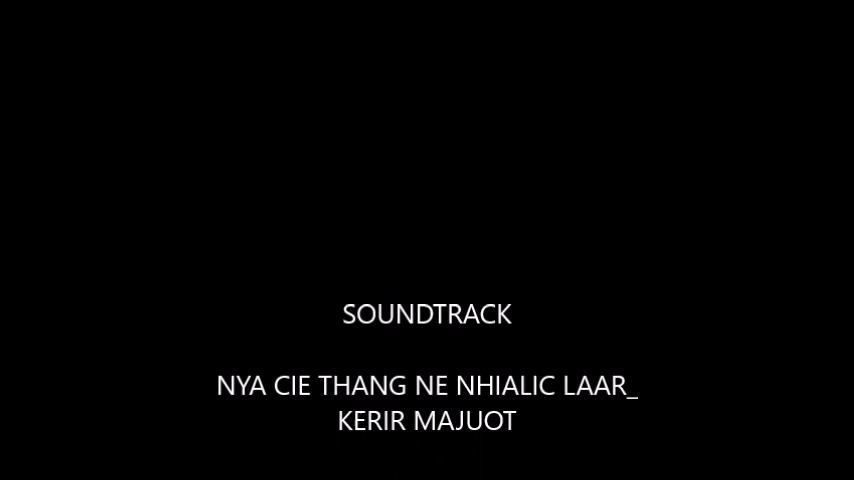 SOUNDTRACK
NYA CIE THANG NE NHIALIC LAAR_
KERIR MAJUOT